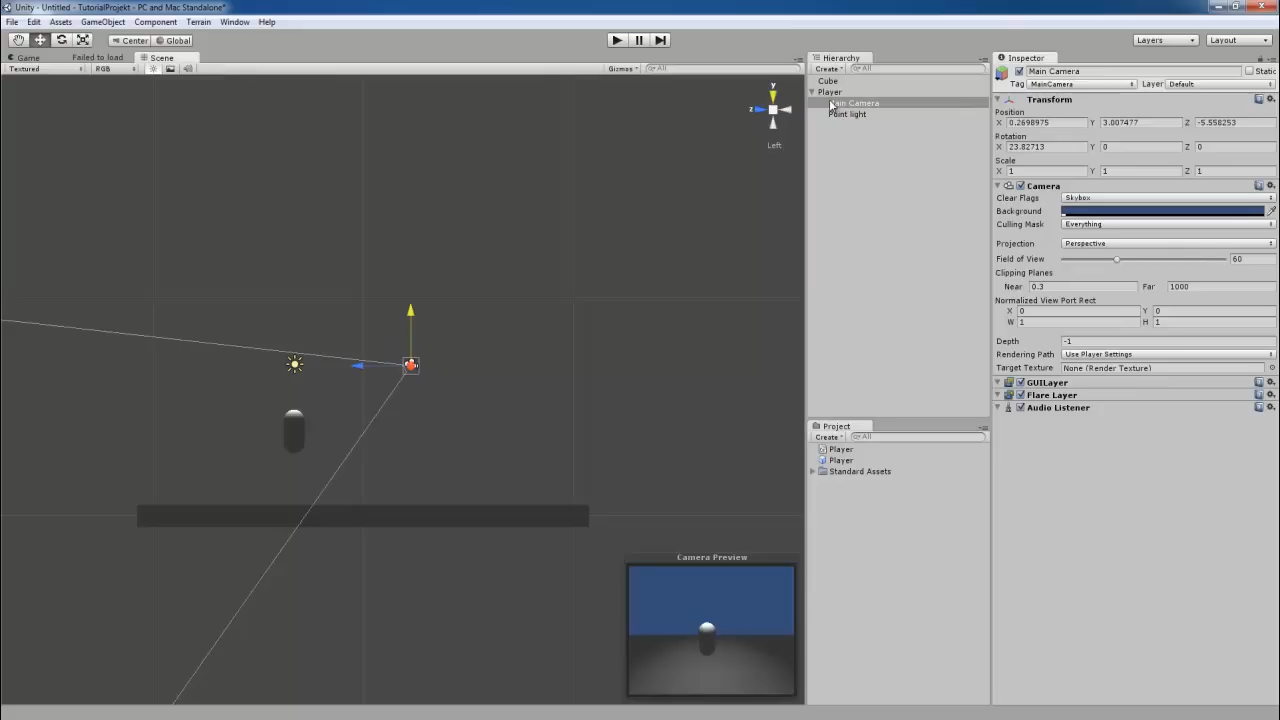 Unity - Untitled - TutorialProjekt - PC and Mac Standalone*
File Edit Assets GameObject Component Terrain Window Help
Center Global Layers Layout
Game Failed to load Scene
Textured RGB Gizmos All
y
z
Left
Camera Preview
Hierarchy
Create All
Cube
Player
Main Camera
Point light
Project
Create All
Player
Player
Standard Assets
Inspector
Main Camera Static
Tag MainCamera Layer Default
Transform
Position
X 0.2698975 Y 3.007477 Z -5.558253
Rotation
X 23.82713 Y 0 Z 0
Scale
X 1 Y 1 Z 1
Camera
Clear Flags Skybox
Background
Culling Mask Everything
Projection Perspective
Field of View 60
Clipping Planes
Near 0.3 Far 1000
Normalized View Port Rect
X 0 Y 0
W 1 H 1
Depth -1
Rendering Path Use Player Settings
Target Texture None (Render Texture)
GUILayer
Flare Layer
Audio Listener